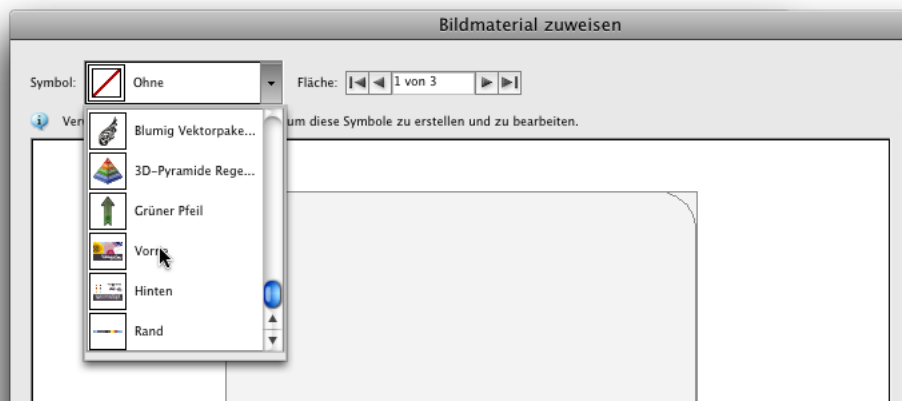 Bildmaterial zuweisen
Symbol: Ohne Fläche: 1 von 3
um diese Symbole zu erstellen und zu bearbeiten.
Blumig Vektorpake...
3D-Pyramide Rege...
Grüner Pfeil
Hinten
Rand